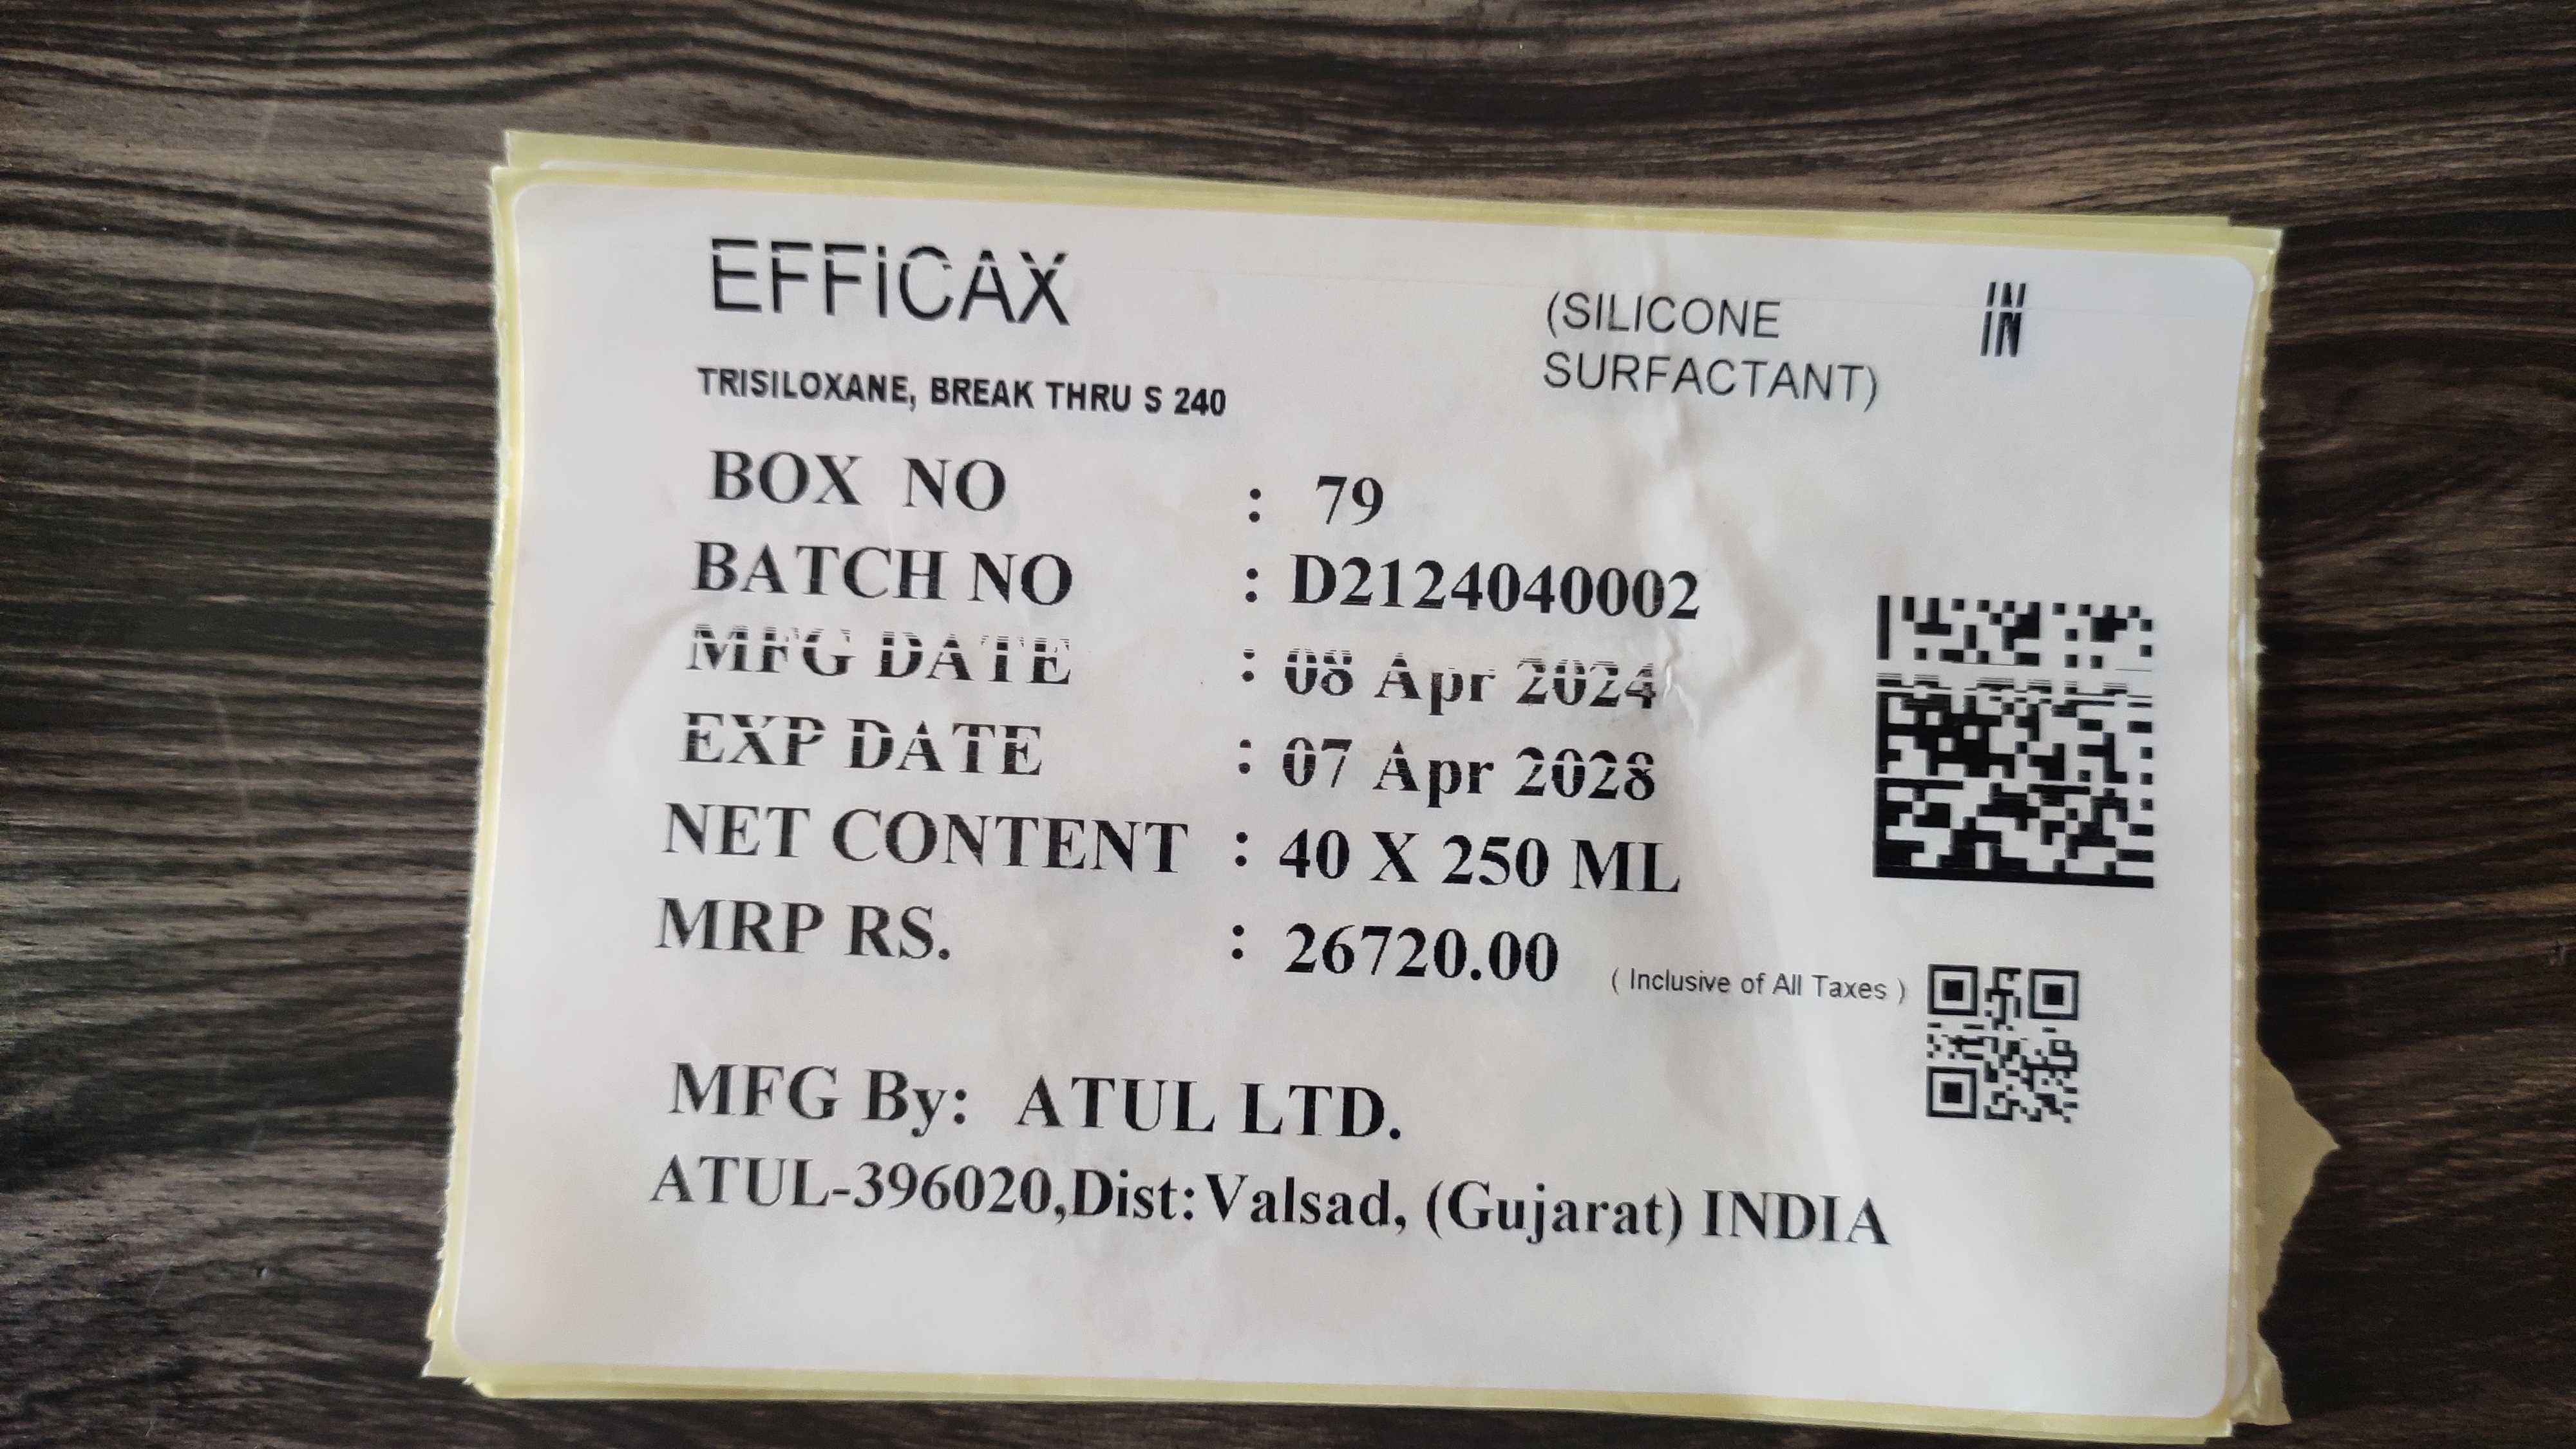 EFFiCAX
(SILICONE
SURFACTANT)
IN
TRISILOXANE, BREAK THRU S 240
BOX NO : 79
BATCH NO : D2124040002
MFG DATE : 08 Apr 2024
EXP DATE : 07 Apr 2028
NET CONTENT : 40 X 250 ML
MRP RS. : 26720.00 ( Inclusive of All Taxes )
MFG By: ATUL LTD.
ATUL-396020,Dist:Valsad, (Gujarat) INDIA